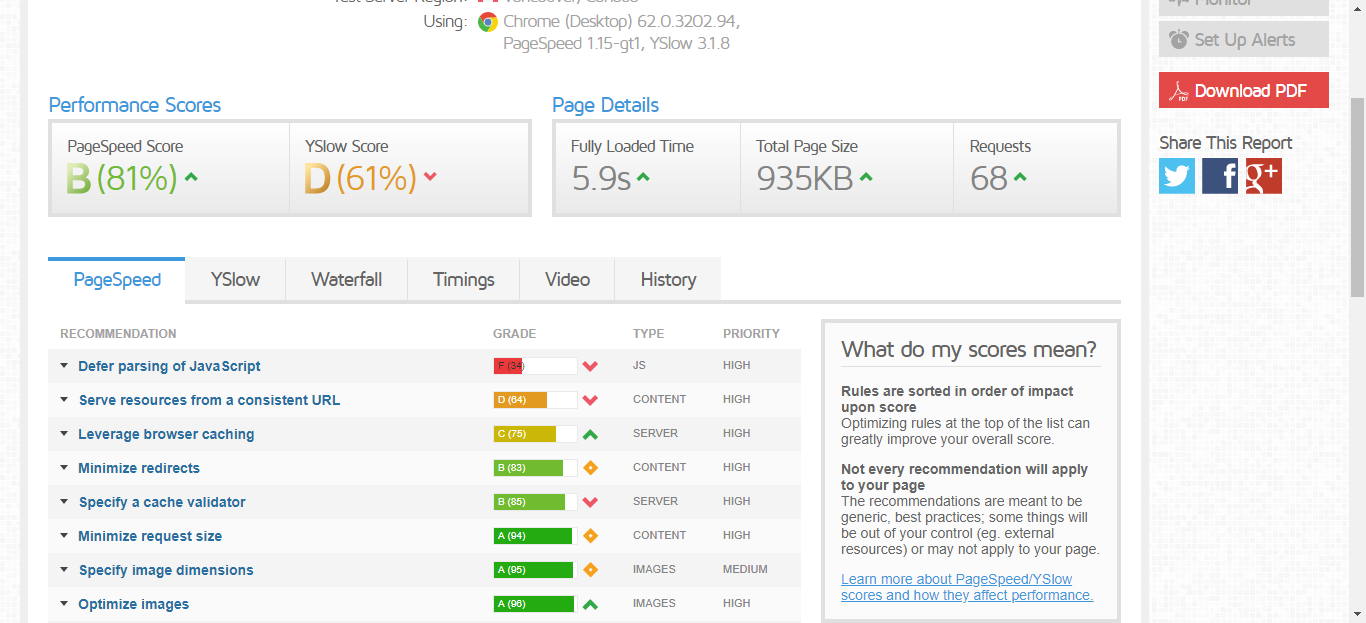 Using:
Chrome (Desktop) 62.0.3202.94,
PageSpeed 1.15-gt1, YSlow 3.1.8
Monitor
Set Up Alerts
Download PDF
Share This Report
Performance Scores
PageSpeed Score
B (81%)
YSlow Score
D (61%)
Page Details
Fully Loaded Time
5.9s
Total Page Size
935KB
Requests
68
PageSpeed
YSlow
Waterfall
Timings
Video
History
RECOMMENDATION GRADE TYPE PRIORITY
Defer parsing of JavaScript F (34) JS HIGH
Serve resources from a consistent URL D (64) CONTENT HIGH
Leverage browser caching C (75) SERVER HIGH
Minimize redirects B (83) CONTENT HIGH
Specify a cache validator B (85) SERVER HIGH
Minimize request size A (94) CONTENT HIGH
Specify image dimensions A (95) IMAGES MEDIUM
Optimize images A (96) IMAGES HIGH
What do my scores mean?
Rules are sorted in order of impact
upon score
Optimizing rules at the top of the list can
greatly improve your overall score.
Not every recommendation will apply
to your page
The recommendations are meant to be
generic, best practices; some things will
be out of your control (eg. external
resources) or may not apply to your page.
Learn more about PageSpeed/YSlow
scores and how they affect performance.